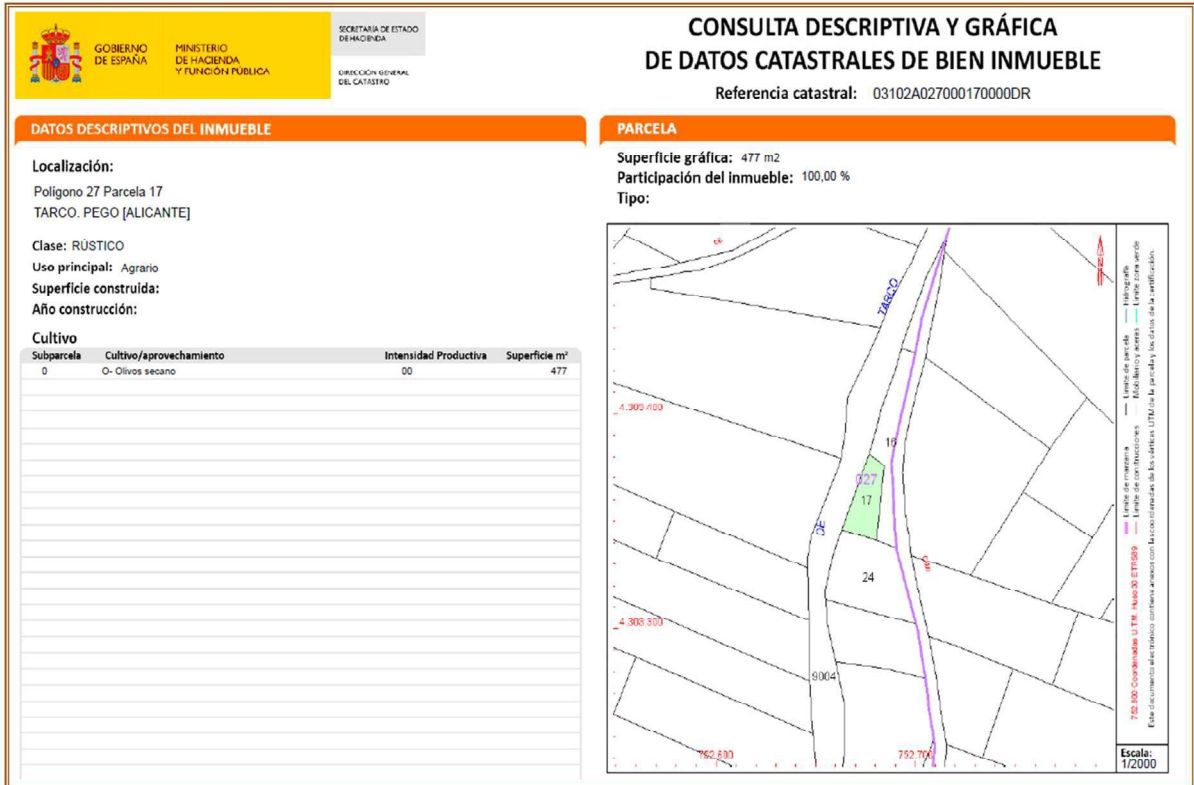 GOBIERNO
DE ESPAÑA
MINISTERIO
DE HACIENDA
Y FUNCIÓN PÚBLICA
SECRETARÍA DE ESTADO
DE HACIENDA
DIRECCIÓN GENERAL
DEL CATASTRO
CONSULTA DESCRIPTIVA Y GRÁFICA
DE DATOS CATASTRALES DE BIEN INMUEBLE
Referencia catastral: 03102A027000170000DR
DATOS DESCRIPTIVOS DEL INMUEBLE
Localización:
Polígono 27 Parcela 17
TARCO. PEGO [ALICANTE]
Clase: RÚSTICO
Uso principal: Agrario
Superficie construida:
Año construcción:
Cultivo
Subparcela Cultivo/aprovechamiento Intensidad Productiva Superficie m²
0 O- Olivos secano 00 477
PARCELA
Superficie gráfica: 477 m2
Participación del inmueble: 100,00 %
Tipo:
TARCO
4.303.400
16
027
17
DE
24
4.303.300
9004
752.600
752.700
Límite de manzana Límite de parcela Hidrografía
Límite de construcciones Mobiliario y aceras Límite zona verde
752.800 Coordenadas U.T.M. Huso 30 ETRS89
Este documento electrónico contiene anexos con las coordenadas de los vértices UTM de la parcela y los datos de la certificación.
Escala:
1/2000